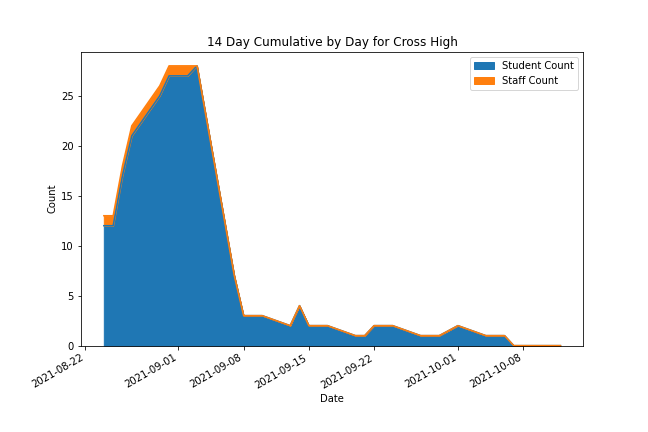 14 Day Cumulative by Day for Cross High
Student Count
Staff Count
25
20
15
10
5
0
Count
2021-08-22
2021-09-01
2021-09-08
2021-09-15
2021-09-22
2021-10-01
2021-10-08
Date